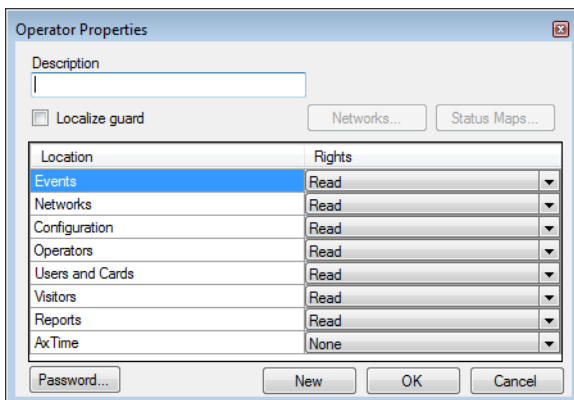 Operator Properties
Description
Localize guard
Networks...
Status Maps...
Location Rights
Events Read
Networks Read
Configuration Read
Operators Read
Users and Cards Read
Visitors Read
Reports Read
AxTime None
Password...
New
OK
Cancel